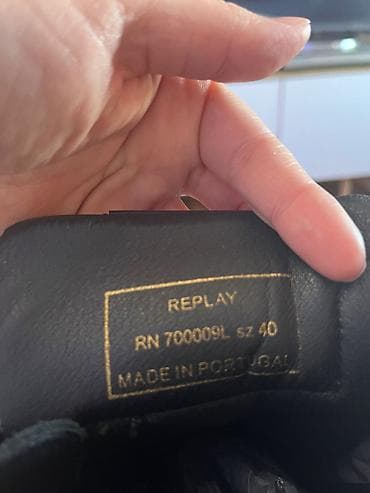 REPLAY
RN 700009L sz 40
MADE IN PORTUGAL